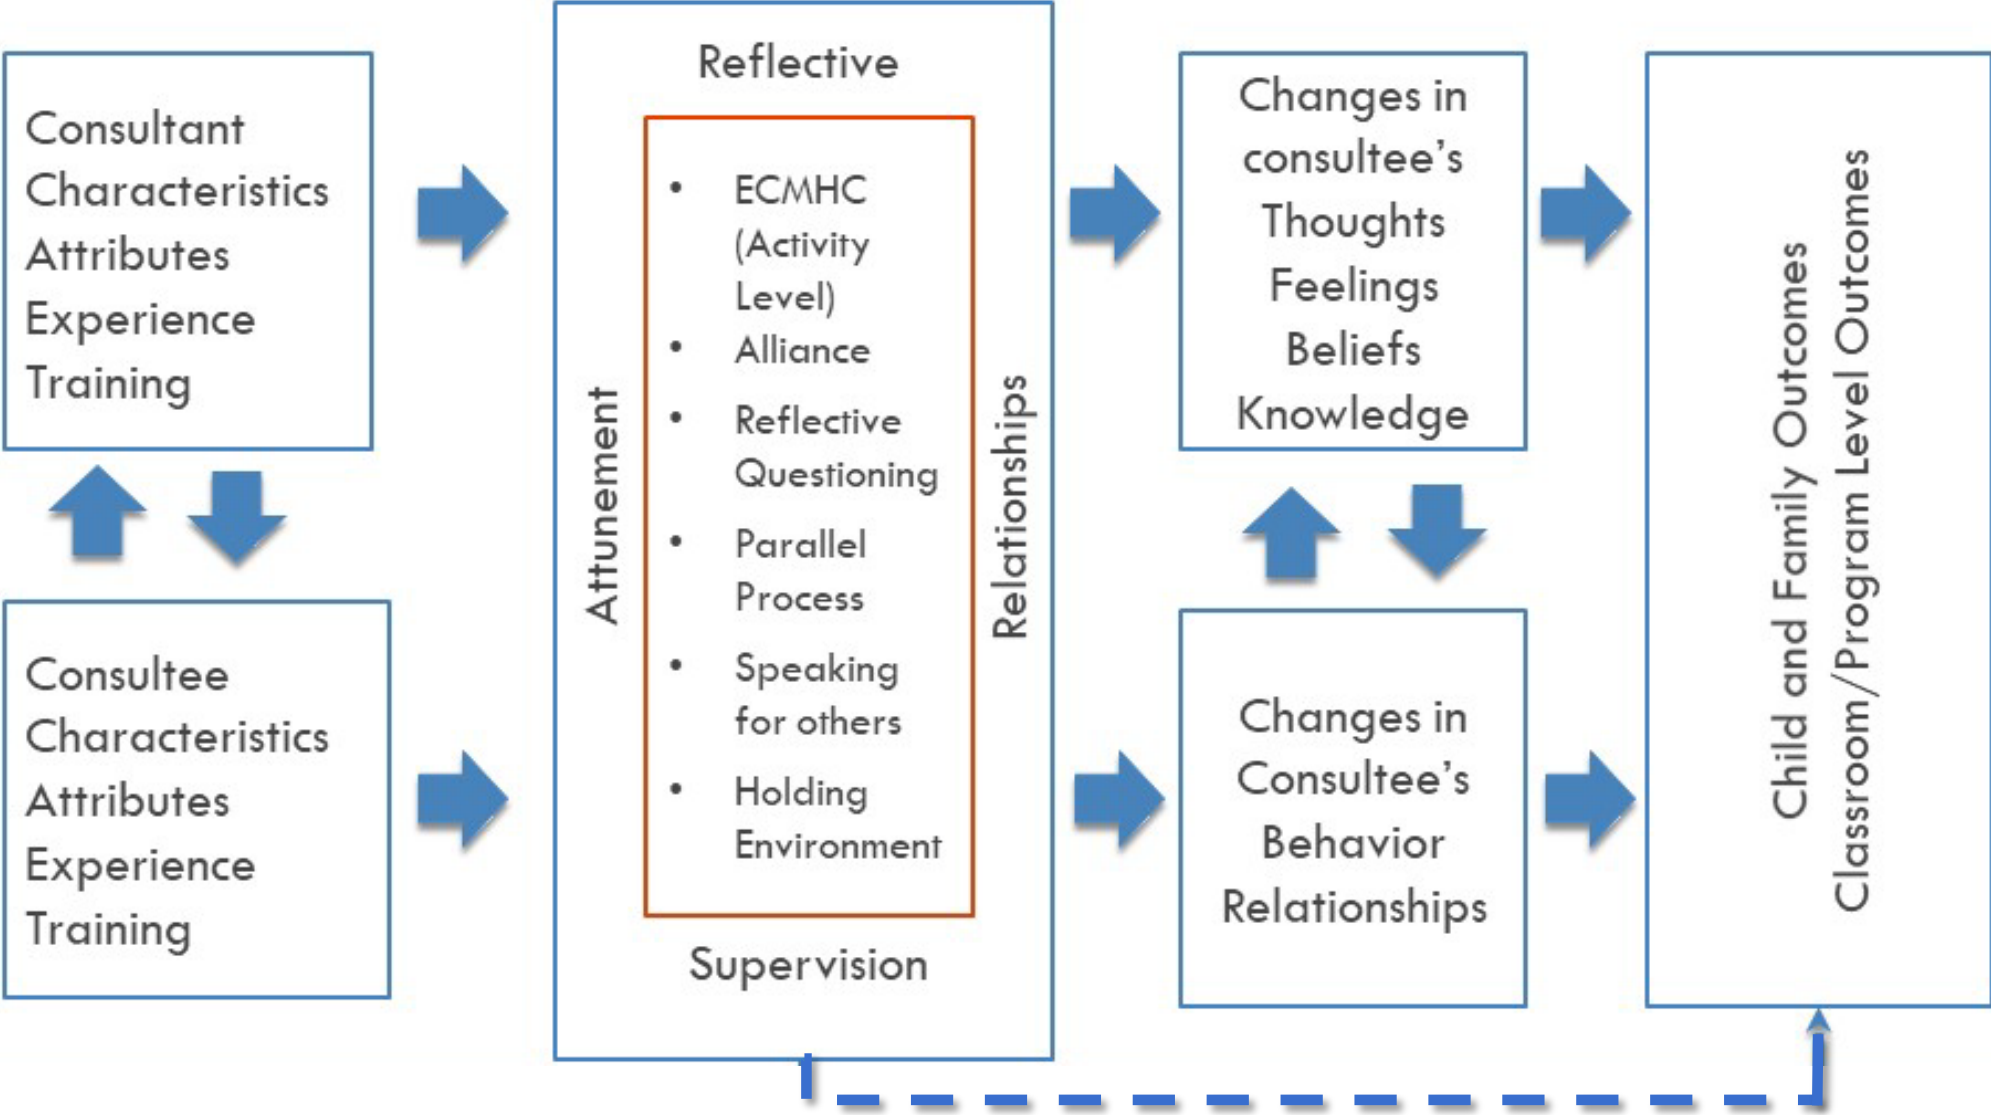 Consultant
Characteristics
Attributes
Experience
Training
Consultee
Characteristics
Attributes
Experience
Training
Reflective
Attunement
• ECMHC
(Activity
Level)
• Alliance
• Reflective
Questioning
• Parallel
Process
• Speaking
for others
• Holding
Environment
Relationships
Supervision
Changes in
consultee's
Thoughts
Feelings
Beliefs
Knowledge
Changes in
Consultee's
Behavior
Relationships
Child and Family Outcomes
Classroom/Program Level Outcomes